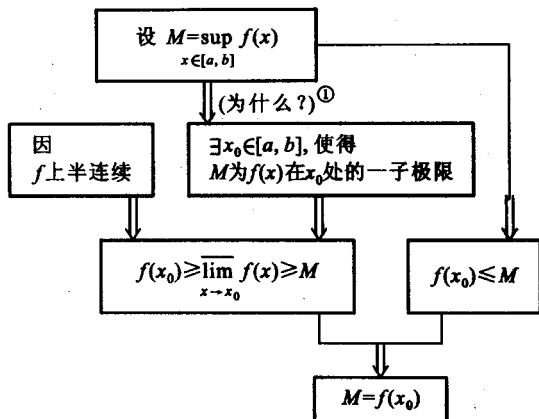 设 M=sup f(x)
x∈[a, b]
(为什么?)①
因
f上半连续
∃x₀∈[a, b], 使得
M为f(x)在x₀处的一子极限
f(x₀)≥lim̅ f(x)≥M
x→x₀
f(x₀)≤M
M=f(x₀)